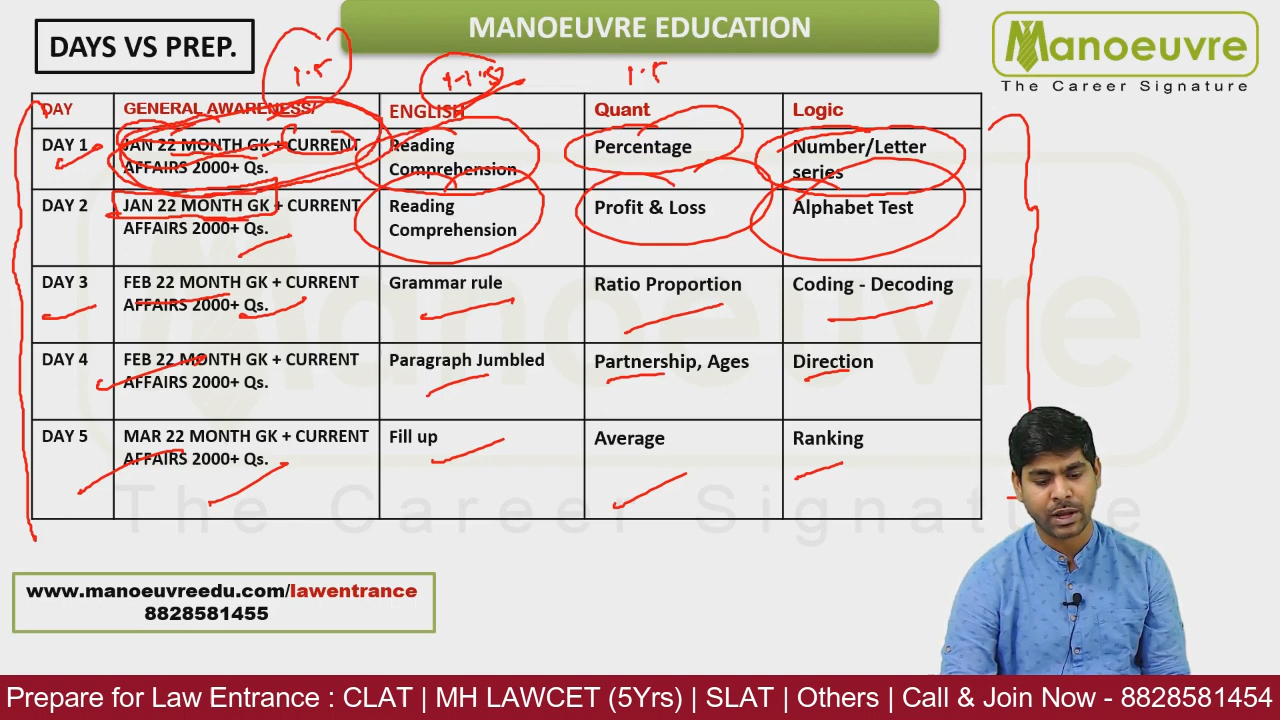 MANOEUVRE EDUCATION
DAYS VS PREP.
Manoeuvre
The Career Signature
1.5
1.5
DAY GENERAL AWARENESS/ ENGLISH Quant Logic
DAY 1 JAN 22 MONTH GK + CURRENT Reading Percentage Number/Letter
AFFAIRS 2000+ Qs. Comprehension series
DAY 2 JAN 22 MONTH GK + CURRENT Reading Profit & Loss Alphabet Test
AFFAIRS 2000+ Qs. Comprehension
DAY 3 FEB 22 MONTH GK + CURRENT Grammar rule Ratio Proportion Coding - Decoding
AFFAIRS 2000+ Qs.
DAY 4 FEB 22 MONTH GK + CURRENT Paragraph Jumbled Partnership, Ages Direction
AFFAIRS 2000+ Qs.
DAY 5 MAR 22 MONTH GK + CURRENT Fill up Average Ranking
AFFAIRS 2000+ Qs.
Manoeuvre
The Career Signature
www.manoeuvreedu.com/lawentrance
8828581455
Prepare for Law Entrance : CLAT | MH LAWCET (5Yrs) | SLAT | Others | Call & Join Now - 8828581454